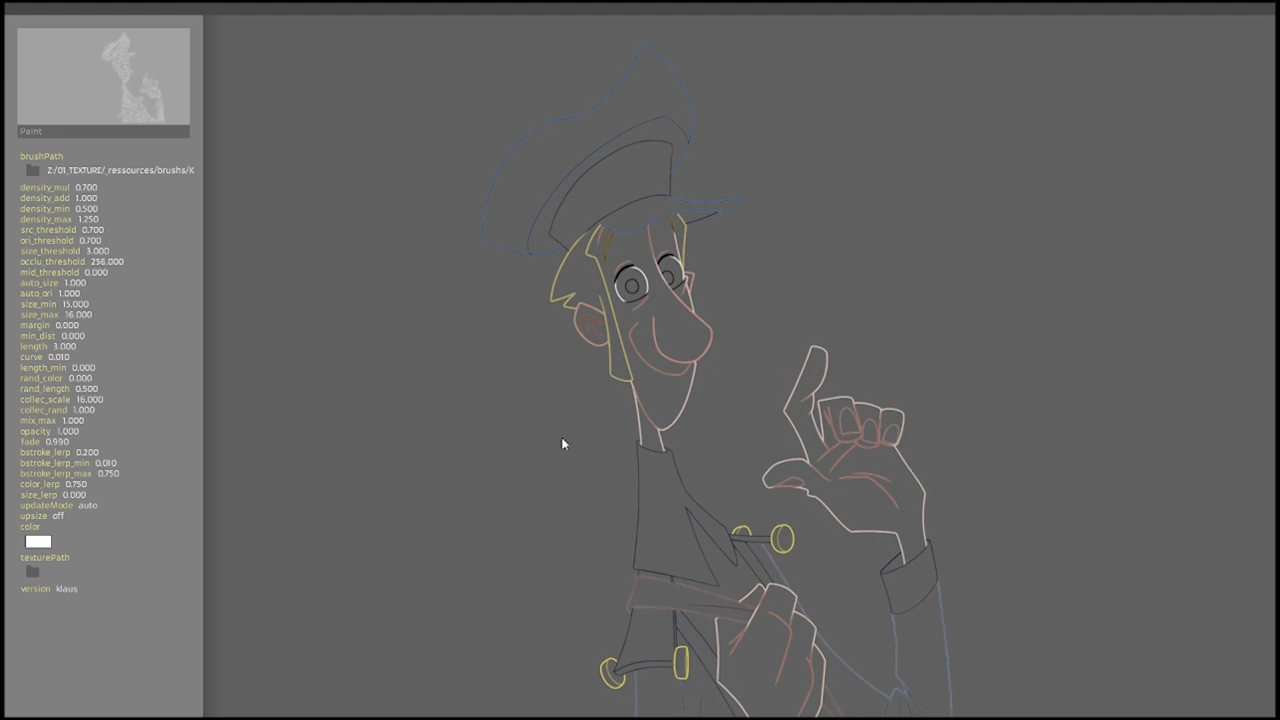 Paint
brushPath
Z:/01_TEXTURE/_ressources/brushs/K
density_mul 0.700
density_add 1.000
density_min 0.500
density_max 1.250
src_threshold 0.700
ori_threshold 0.700
size_threshold 3.000
occlu_threshold 256.000
mid_threshold 0.000
auto_size 1.000
auto_ori 1.000
size_min 15.000
size_max 16.000
margin 0.000
min_dist 0.000
length 3.000
curve 0.010
length_min 0.000
rand_color 0.000
rand_length 0.500
collec_scale 16.000
collec_rand 1.000
mix_max 1.000
opacity 1.000
fade 0.990
bstroke_lerp 0.200
bstroke_lerp_min 0.010
bstroke_lerp_max 0.750
color_lerp 0.750
size_lerp 0.000
updateMode auto
upsize off
color
texturePath
version klaus